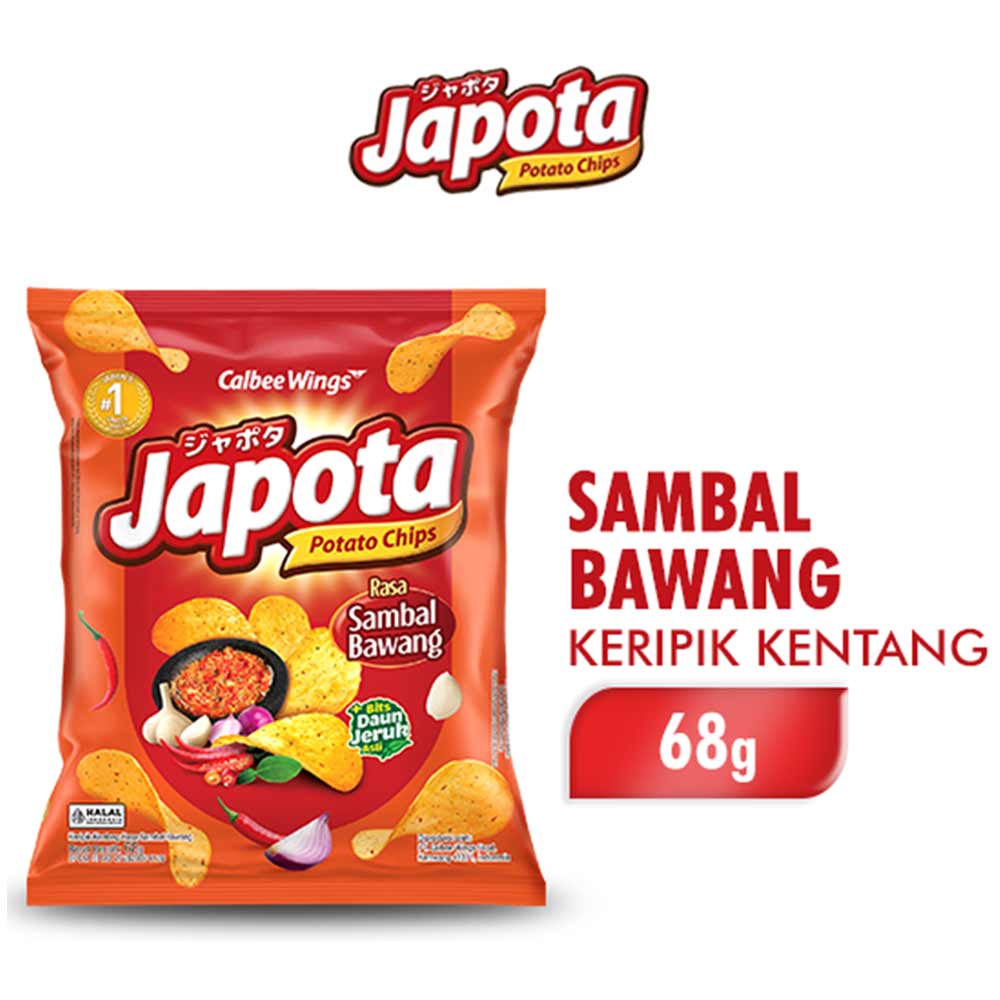 ジャポタ
Japota
Potato Chips
Calbee Wings
#1
ジャポタ
Japota
Potato Chips
Rasa
Sambal
Bawang
+ Bits
Daun
Jeruk
Asli
HALAL
INDONESIA
SAMBAL
BAWANG
KERIPIK KENTANG
68g